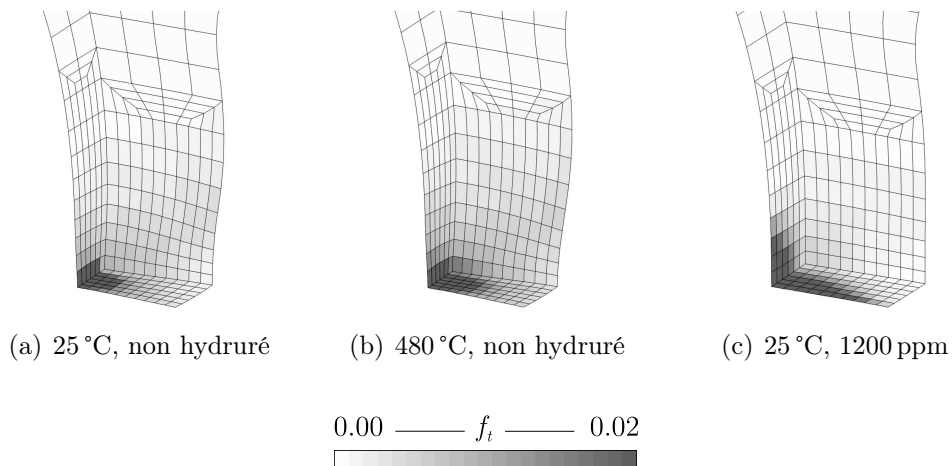 (a) 25 °C, non hydruré (b) 480 °C, non hydruré (c) 25 °C, 1200 ppm
0.00 f_t 0.02